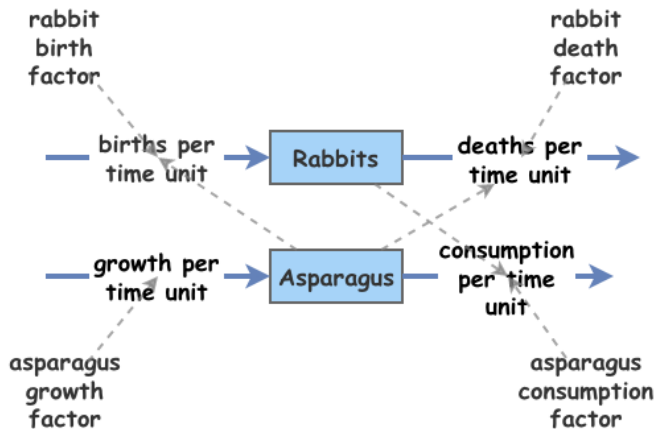 rabbit
birth
factor
rabbit
death
factor
births per
time unit
Rabbits
deaths per
time unit
growth per
time unit
Asparagus
consumption
per time
unit
asparagus
growth
factor
asparagus
consumption
factor